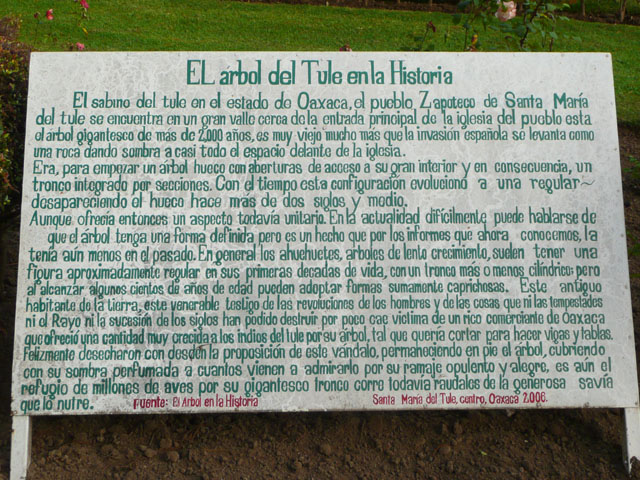 EL árbol del Tule en la Historia
El sabino del tule en el estado de Oaxaca, el pueblo Zapoteco de Santa María
del tule se encuentra en un gran valle cerca de la entrada principal de la iglesia del pueblo esta
el árbol gigantesco de más de 2,000 años, es muy viejo mucho más que la invasión española se levanta como
una roca dando sombra a casi todo el espacio delante de la iglesia.
Era, para empezar un árbol hueco con aberturas de acceso a su gran interior y en consecuencia, un
tronco integrado por secciones. Con el tiempo esta configuración evolucionó a una regular~
desapareciendo el hueco hace más de dos siglos y medio.
Aunque ofrecia entonces un aspecto todavía unitario. En la actualidad difícilmente puede hablarse de
que el árbol tenga una forma definida pero es un hecho que por los informes que ahora conocemos, la
tenía aún menos en el pasado. En general los ahuehuetes, árboles de lento crecimiento, suelen tener una
figura aproximadamente regular en sus primeras decadas de vida, con un tronco más o menos cilíndrico; pero
al alcanzar algunos cientos de años de edad pueden adoptar formas sumamente caprichosas. Este antiguo
habitante de la tierra, este venerable testigo de las revoluciones de los hombres y de las cosas que ni las tempestades
ni el Rayo ni la sucesión de los siglos han podido destruir por poco cae victima de un rico comerciante de Oaxaca
que ofreció una cantidad muy crecida a los indios del tule por su árbol, tal que quería cortar para hacer vigas y tablas.
Felizmente desecharon con desdén la proposición de este vándalo, permaneciendo en pie el árbol, cubriendo
con su sombra perfumada a cuantos vienen a admirarlo por su ramaje opulento y alegre, es aún el
refugio de millones de aves por su gigantesco tronco corre todavía raudales de la generosa savia
que lo nutre.
Fuente: El Arbol en la Historia
Santa María del Tule, centro, Oaxaca 2,006.